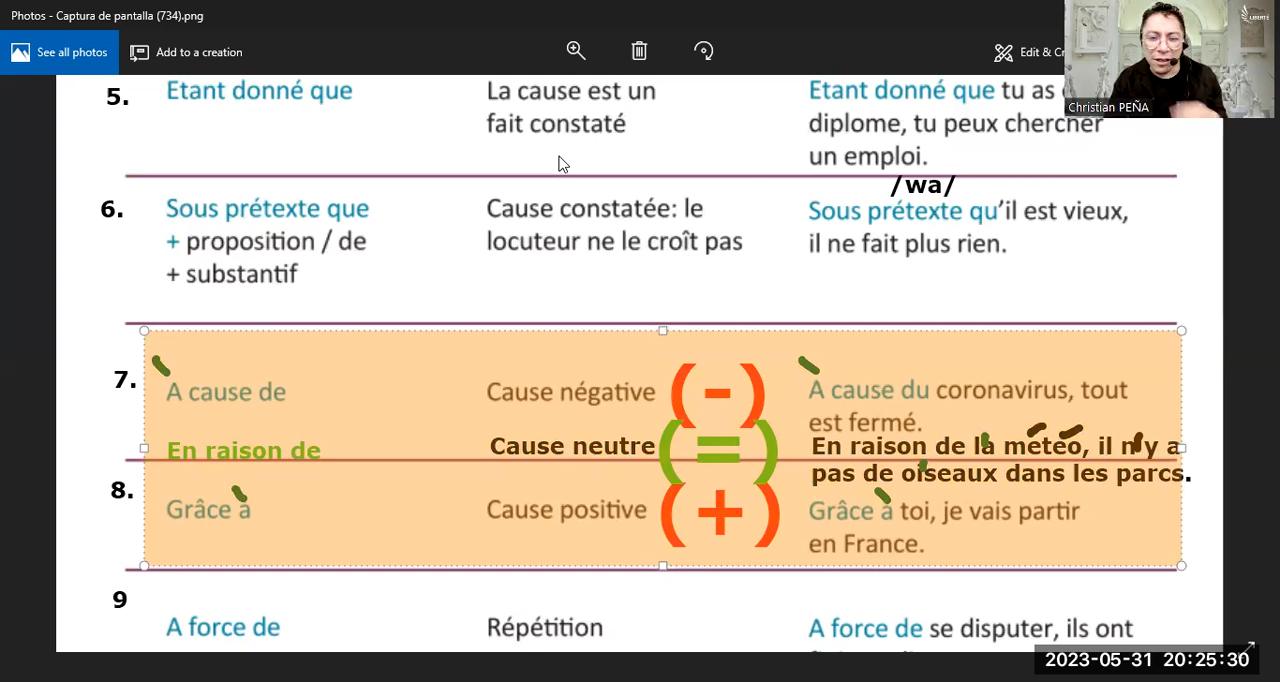 Photos - Captura de pantalla (734).png
See all photos
Add to a creation
Edit &
LIBERTÉ
Christian PEÑA
5.
Etant donné que
La cause est un
fait constaté
Etant donné que tu as
diplome, tu peux chercher
un emploi.
/wa/
6.
Sous prétexte que
+ proposition / de
+ substantif
Cause constatée: le
locuteur ne le croît pas
Sous prétexte qu'il est vieux,
il ne fait plus rien.
7.
A cause de
Cause négative (-)
A cause du coronavirus, tout
est fermé.
En raison de
Cause neutre (=)
En raison de la météo, il n'y a
pas de oiseaux dans les parcs.
8.
Grâce à
Cause positive (+)
Grâce à toi, je vais partir
en France.
9
A force de
Répétition
A force de se disputer, ils ont
2023-05-31 20:25:30